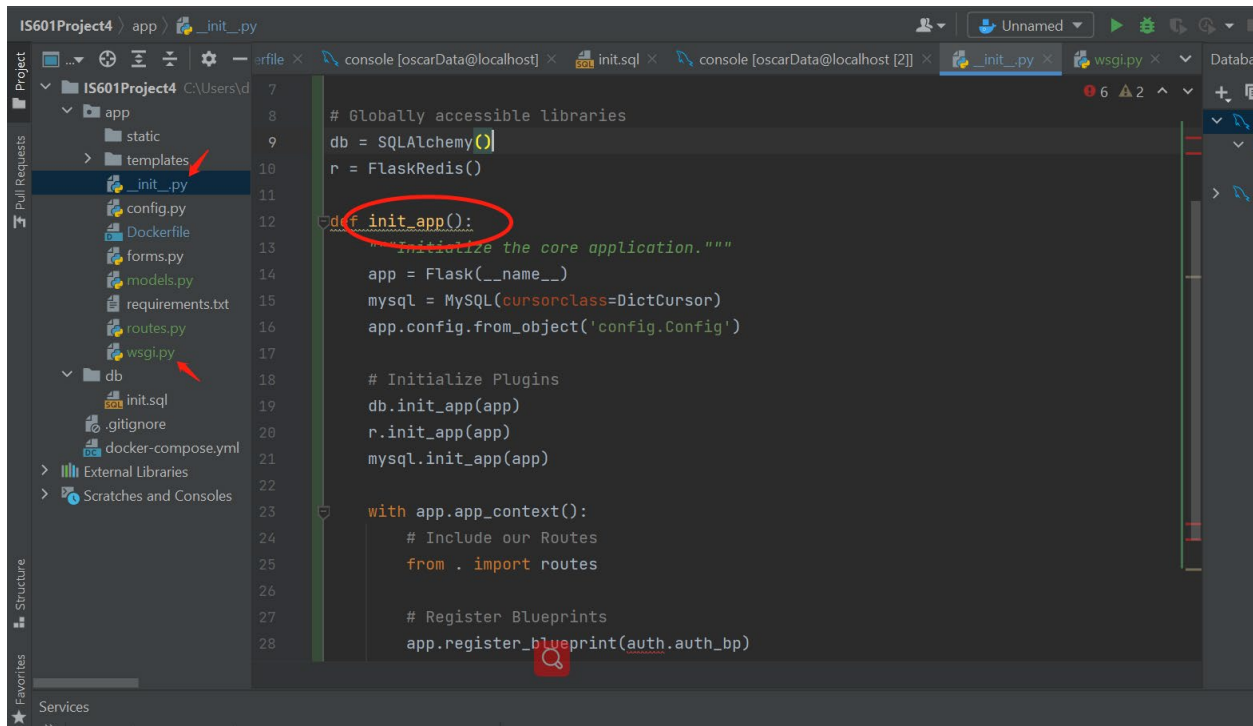 IS601Project4 〉 app 〉 __init__.py
Unnamed
Project
...
erfile
console [oscarData@localhost]
init.sql
console [oscarData@localhost [2]]
__init__.py
wsgi.py
Databa
IS601Project4 C:\Users\d
app
static
templates
__init__.py
config.py
Dockerfile
forms.py
models.py
requirements.txt
routes.py
wsgi.py
db
init.sql
.gitignore
docker-compose.yml
External Libraries
Scratches and Consoles
Pull Requests
Structure
Favorites
6 2
7
8 # Globally accessible libraries
9 db = SQLAlchemy()
10 r = FlaskRedis()
11
12 def init_app():
13 """Initialize the core application."""
14 app = Flask(__name__)
15 mysql = MySQL(cursorclass=DictCursor)
16 app.config.from_object('config.Config')
17
18 # Initialize Plugins
19 db.init_app(app)
20 r.init_app(app)
21 mysql.init_app(app)
22
23 with app.app_context():
24 # Include our Routes
25 from . import routes
26
27 # Register Blueprints
28 app.register_blueprint(auth.auth_bp)
Services